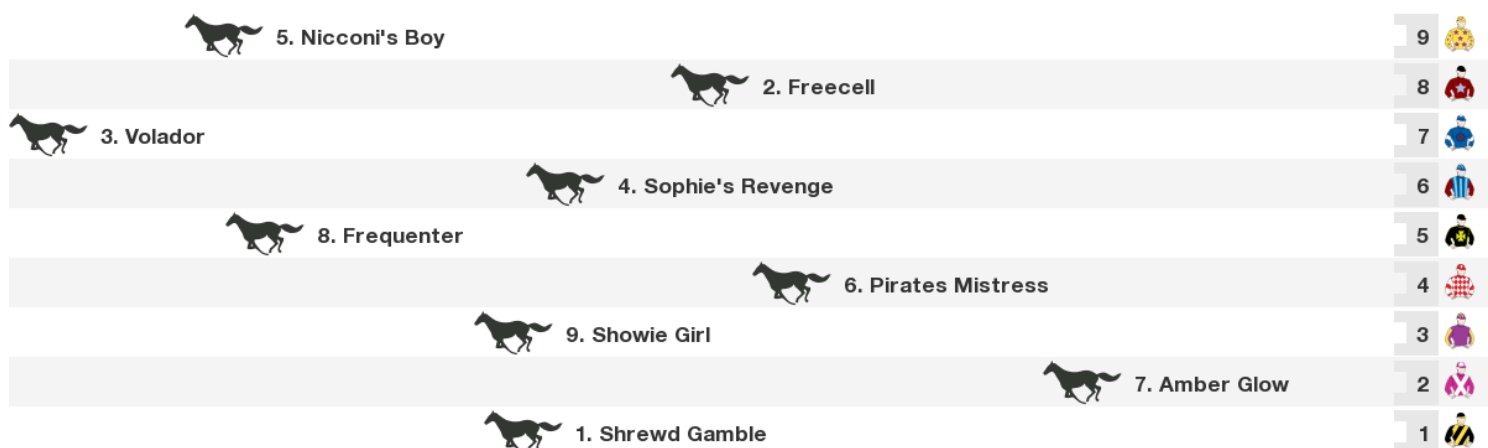 5. Nicconi's Boy 9
2. Freecell 8
3. Volador 7
4. Sophie's Revenge 6
8. Frequenter 5
6. Pirates Mistress 4
9. Showie Girl 3
7. Amber Glow 2
1. Shrewd Gamble 1